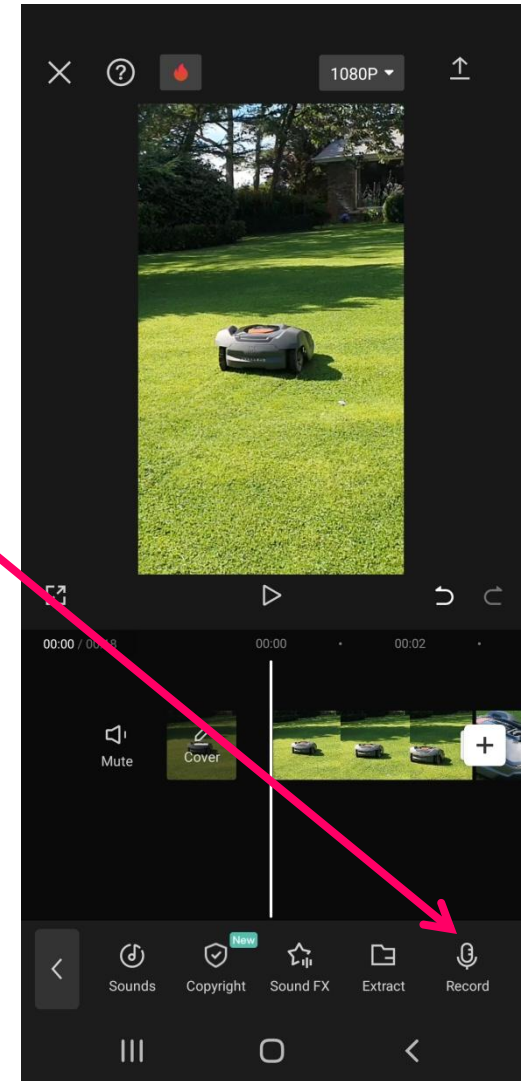 1080P
00:00 / 00:18
00:00
00:02
Mute
Cover
New
Sounds
Copyright
Sound FX
Extract
Record